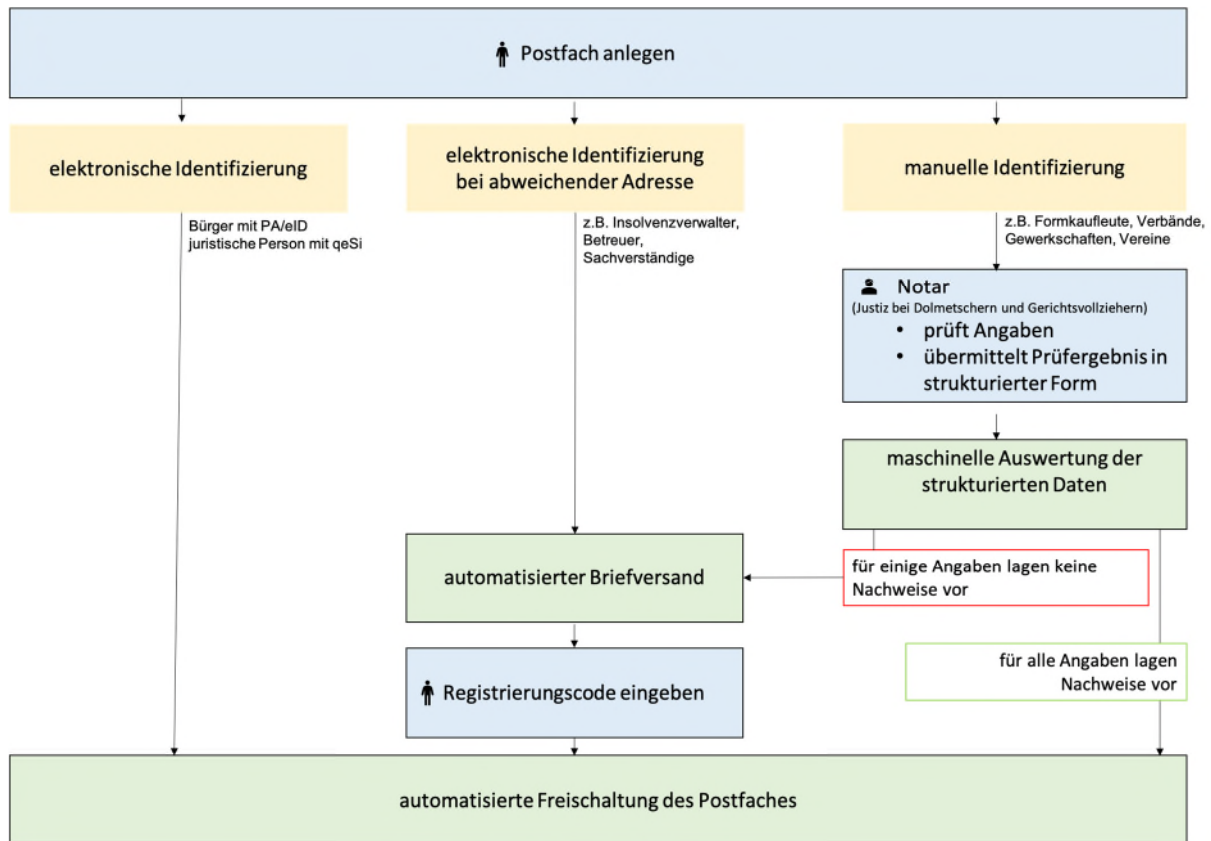 Postfach anlegen
elektronische Identifizierung
Bürger mit PA/eID
juristische Person mit qeSi
elektronische Identifizierung
bei abweichender Adresse
z.B. Insolvenzverwalter,
Betreuer,
Sachverständige
manuelle Identifizierung
z.B. Formkaufleute, Verbände,
Gewerkschaften, Vereine
Notar
(Justiz bei Dolmetschern und Gerichtsvollziehern)
• prüft Angaben
• übermittelt Prüfergebnis in
strukturierter Form
maschinelle Auswertung der
strukturierten Daten
für einige Angaben lagen keine
Nachweise vor
automatisierter Briefversand
für alle Angaben lagen
Nachweise vor
Registrierungscode eingeben
automatisierte Freischaltung des Postfaches